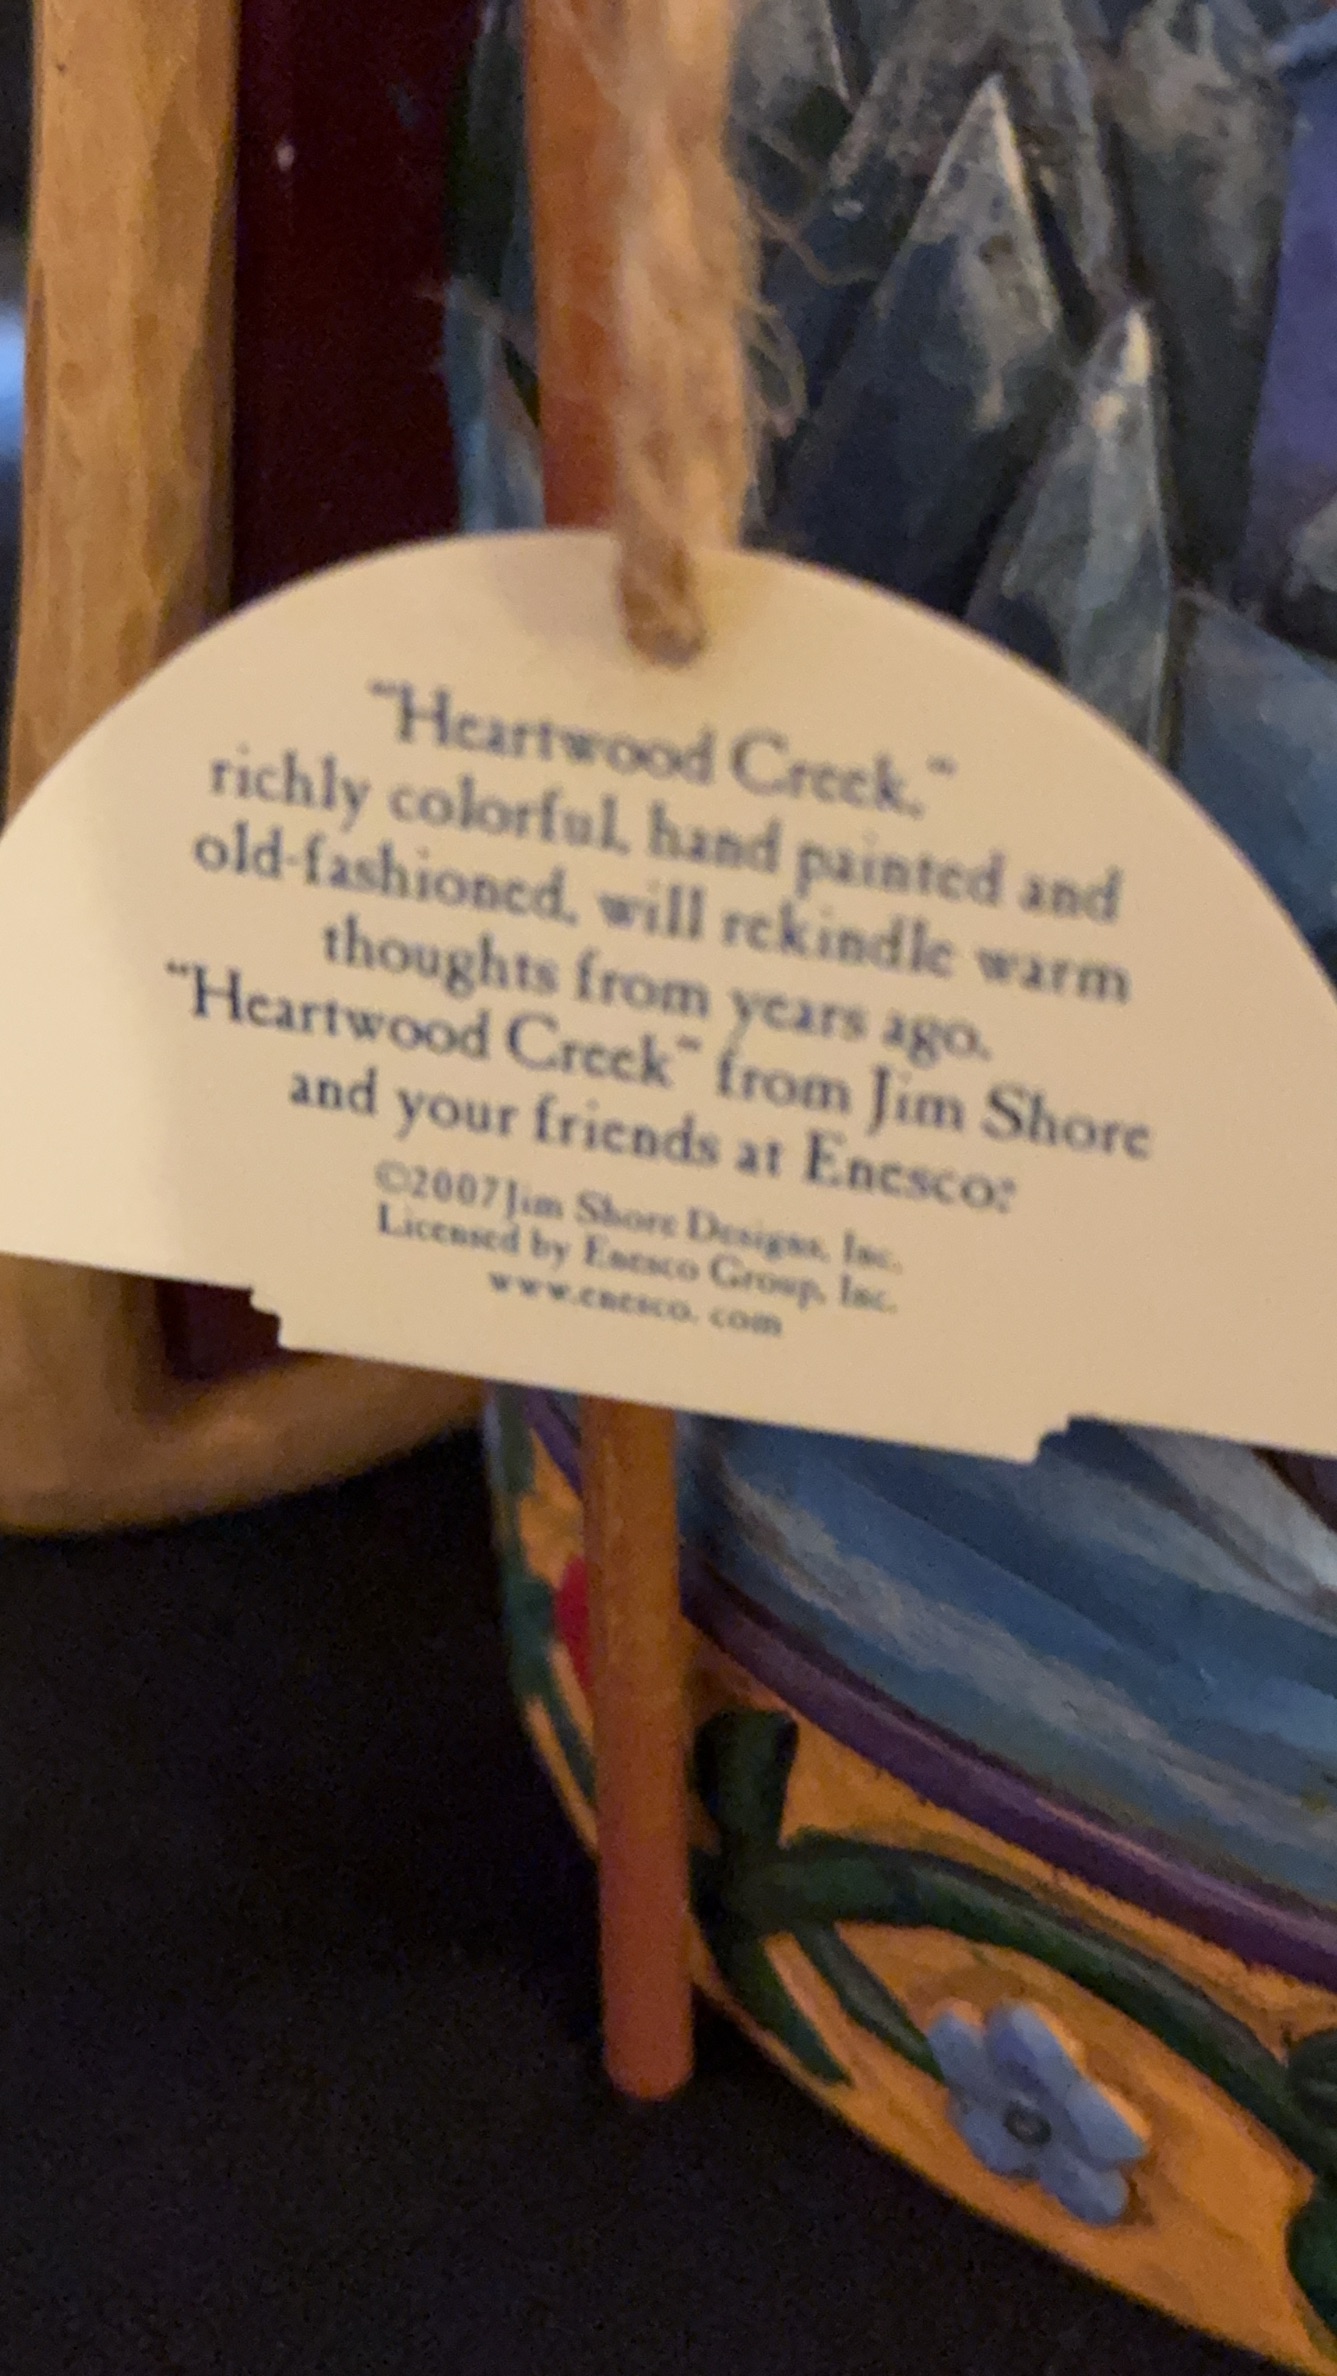 "Heartwood Creek,"
richly colorful, hand painted and
old-fashioned, will rekindle warm
thoughts from years ago.
"Heartwood Creek" from Jim Shore
and your friends at Enesco.®
©2007 Jim Shore Designs, Inc.
Licensed by Enesco Group, Inc.
www.enesco. com